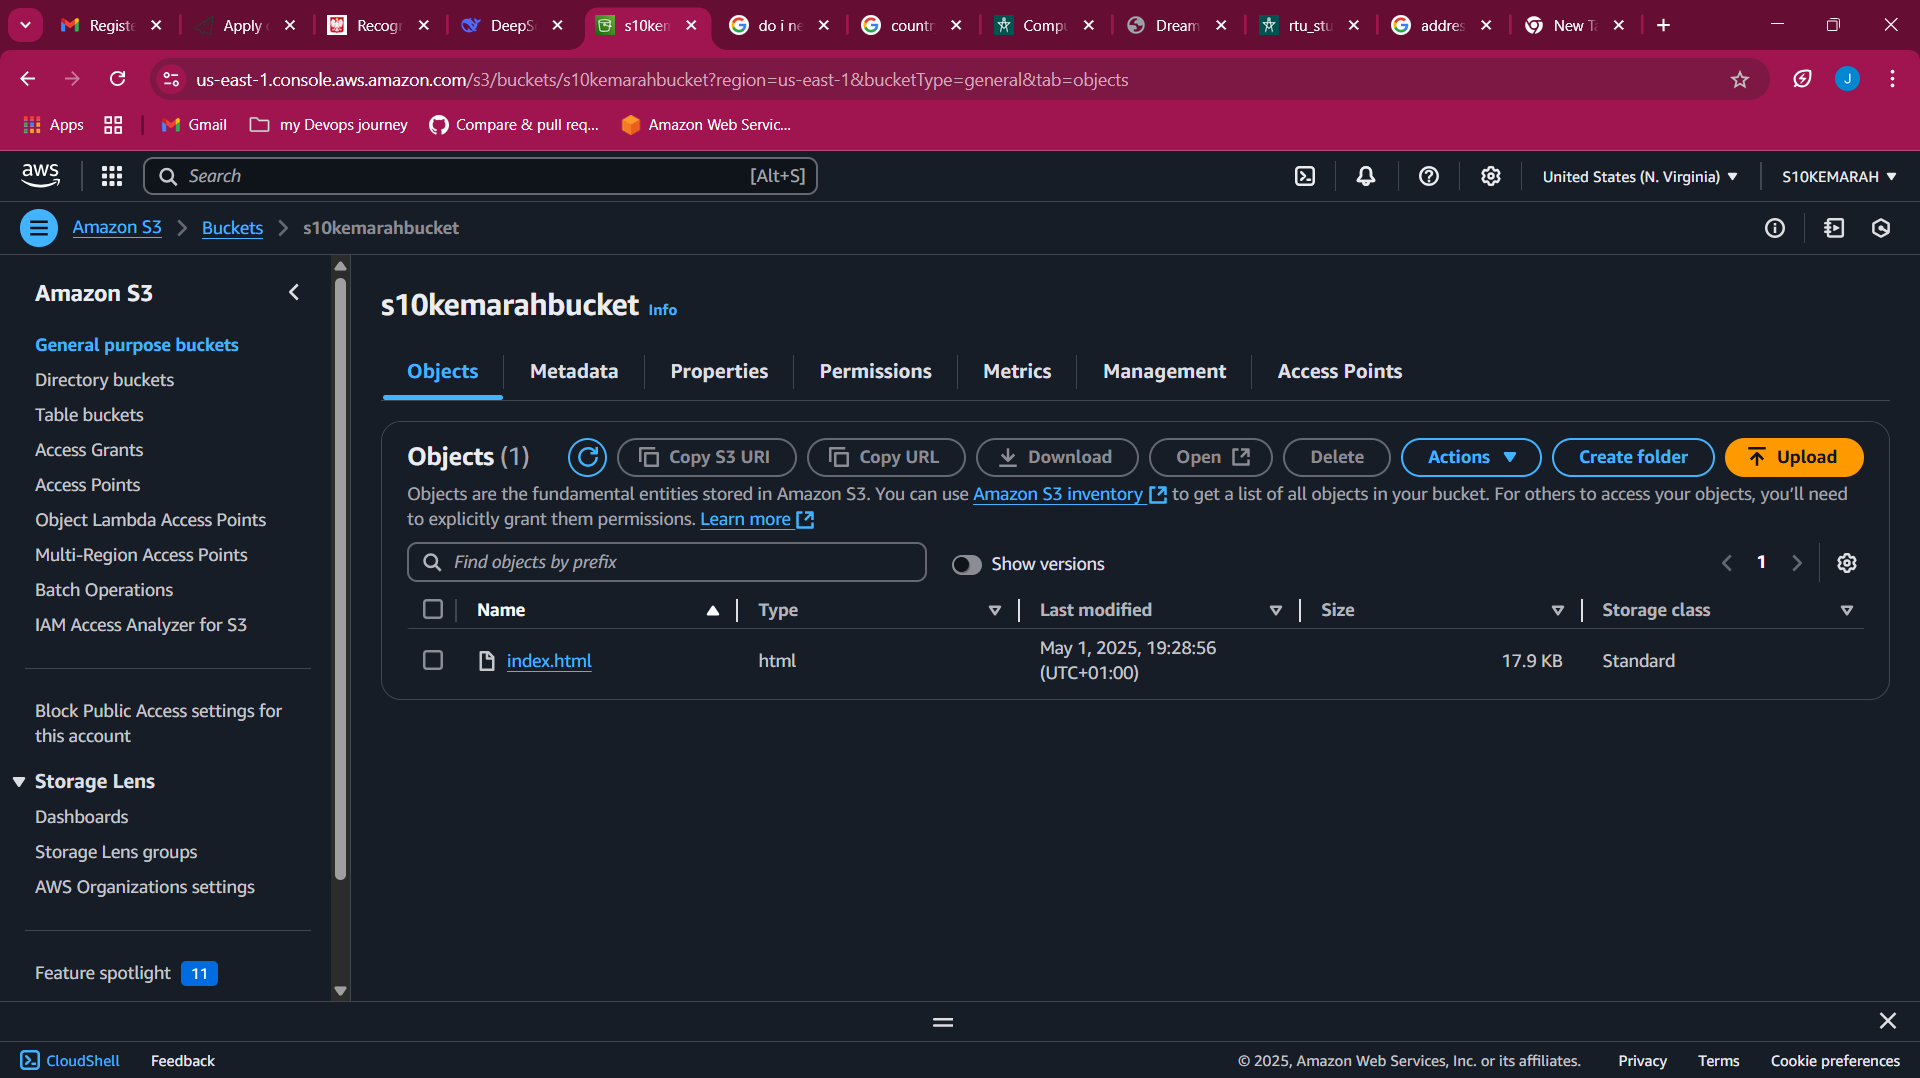 Registe
Apply
Recogn
DeepSe
s10kem
do i ne
countr
Compu
Dream
rtu_stu
addres
New Ta
us-east-1.console.aws.amazon.com/s3/buckets/s10kemarahbucket?region=us-east-1&bucketType=general&tab=objects
J
Apps
Gmail
my Devops journey
Compare & pull req...
Amazon Web Servic...
aws
Search
[Alt+S]
United States (N. Virginia)
S10KEMARAH
Amazon S3
Buckets
s10kemarahbucket
Amazon S3
General purpose buckets
Directory buckets
Table buckets
Access Grants
Access Points
Object Lambda Access Points
Multi-Region Access Points
Batch Operations
IAM Access Analyzer for S3
Block Public Access settings for
this account
Storage Lens
Dashboards
Storage Lens groups
AWS Organizations settings
Feature spotlight 11
s10kemarahbucket Info
Objects
Metadata
Properties
Permissions
Metrics
Management
Access Points
Objects (1)
Copy S3 URI
Copy URL
Download
Open
Delete
Actions
Create folder
Upload
Objects are the fundamental entities stored in Amazon S3. You can use Amazon S3 inventory to get a list of all objects in your bucket. For others to access your objects, you'll need
to explicitly grant them permissions. Learn more
Find objects by prefix
Show versions
1
Name
Type
Last modified
Size
Storage class
index.html
html
May 1, 2025, 19:28:56
(UTC+01:00)
17.9 KB
Standard
CloudShell
Feedback
© 2025, Amazon Web Services, Inc. or its affiliates.
Privacy
Terms
Cookie preferences